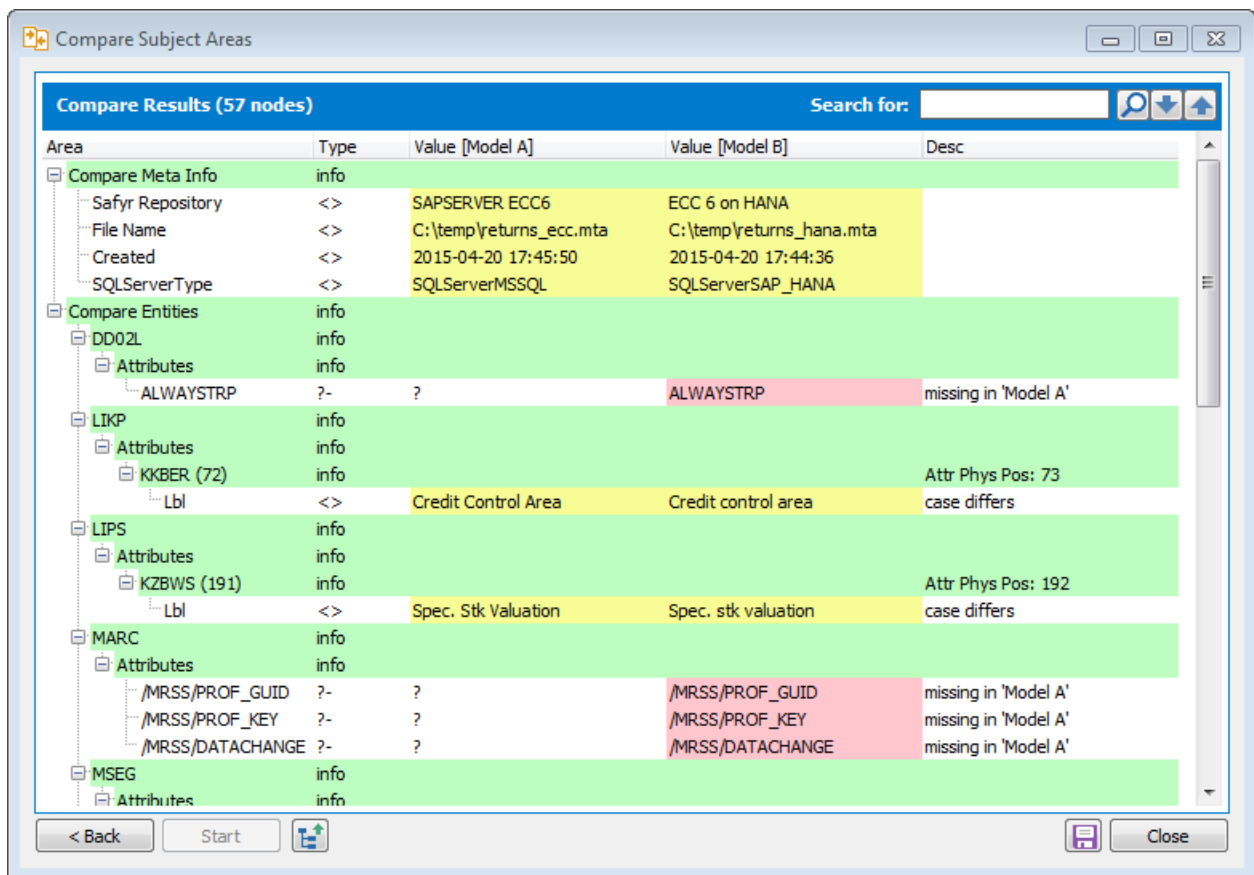 Compare Subject Areas
Compare Results (57 nodes) Search for:
Area Type Value [Model A] Value [Model B] Desc
Compare Meta Info info
Safyr Repository <> SAPSERVER ECC6 ECC 6 on HANA
File Name <> C:\temp\returns_ecc.mta C:\temp\returns_hana.mta
Created <> 2015-04-20 17:45:50 2015-04-20 17:44:36
SQLServerType <> SQLServerMSSQL SQLServerSAP_HANA
Compare Entities info
DD02L info
Attributes info
ALWAYSTRP ?- ? ALWAYSTRP missing in 'Model A'
LIKP info
Attributes info
KKBER (72) info Attr Phys Pos: 73
Lbl <> Credit Control Area Credit control area case differs
LIPS info
Attributes info
KZBWS (191) info Attr Phys Pos: 192
Lbl <> Spec. Stk Valuation Spec. stk valuation case differs
MARC info
Attributes info
/MRSS/PROF_GUID ?- ? /MRSS/PROF_GUID missing in 'Model A'
/MRSS/PROF_KEY ?- ? /MRSS/PROF_KEY missing in 'Model A'
/MRSS/DATACHANGE ?- ? /MRSS/DATACHANGE missing in 'Model A'
MSEG info
Attributes info
< Back Start Close